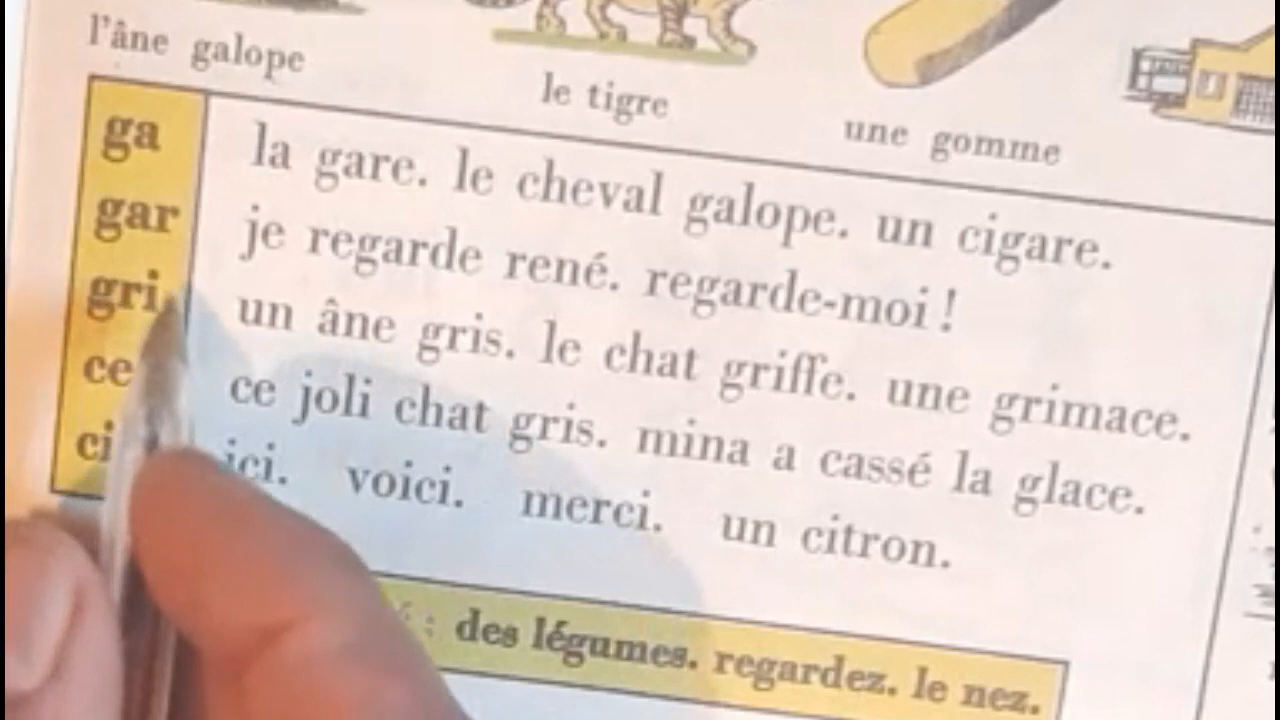 l'âne galope
le tigre
une gomme
ga
gar
gri
ce
ci
la gare. le cheval galope. un cigare.
je regarde rené. regarde-moi !
un âne gris. le chat griffe. une grimace.
ce joli chat gris. mina a cassé la glace.
ici. voici. merci. un citron.
: des légumes. regardez. le nez.